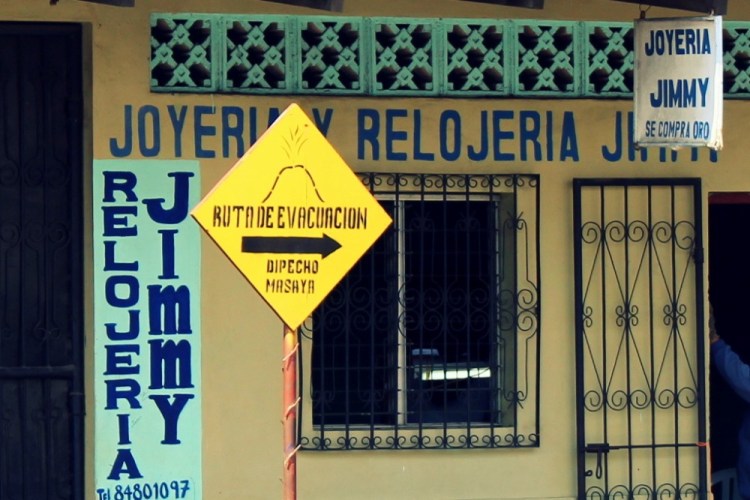 JOYERIA
JIMMY
SE COMPRA ORO
JOYERIA Y RELOJERIA
RELOJERIA
JIMMY
Tel 84801097
RUTA DE EVACUACION
DIPECHO
MASAYA